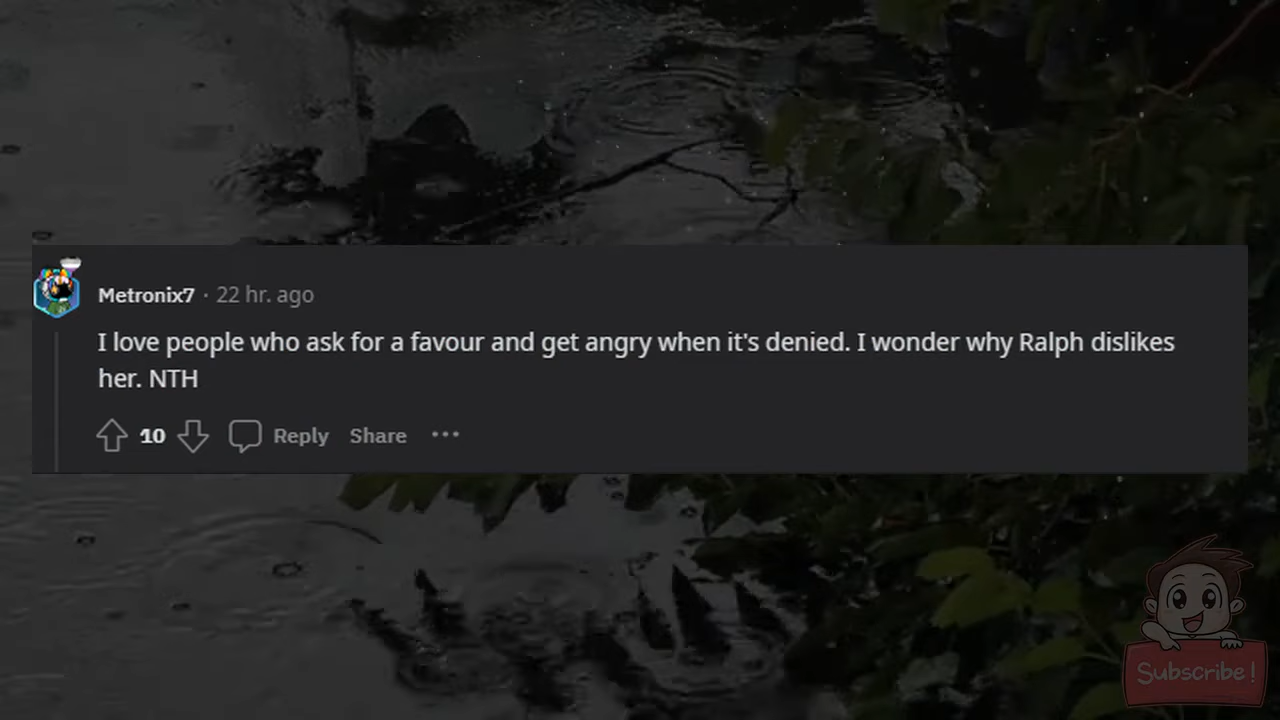 Metronix7 · 22 hr. ago
I love people who ask for a favour and get angry when it's denied. I wonder why Ralph dislikes
her. NTH
10 Reply Share ···
Subscribe!